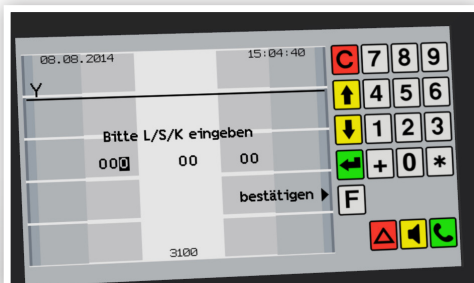 08.08.2014 15:04:40
Y
Bitte L/S/K eingeben
000 00 00
bestätigen
3100
C 7 8 9
4 5 6
1 2 3
+ 0 *
F